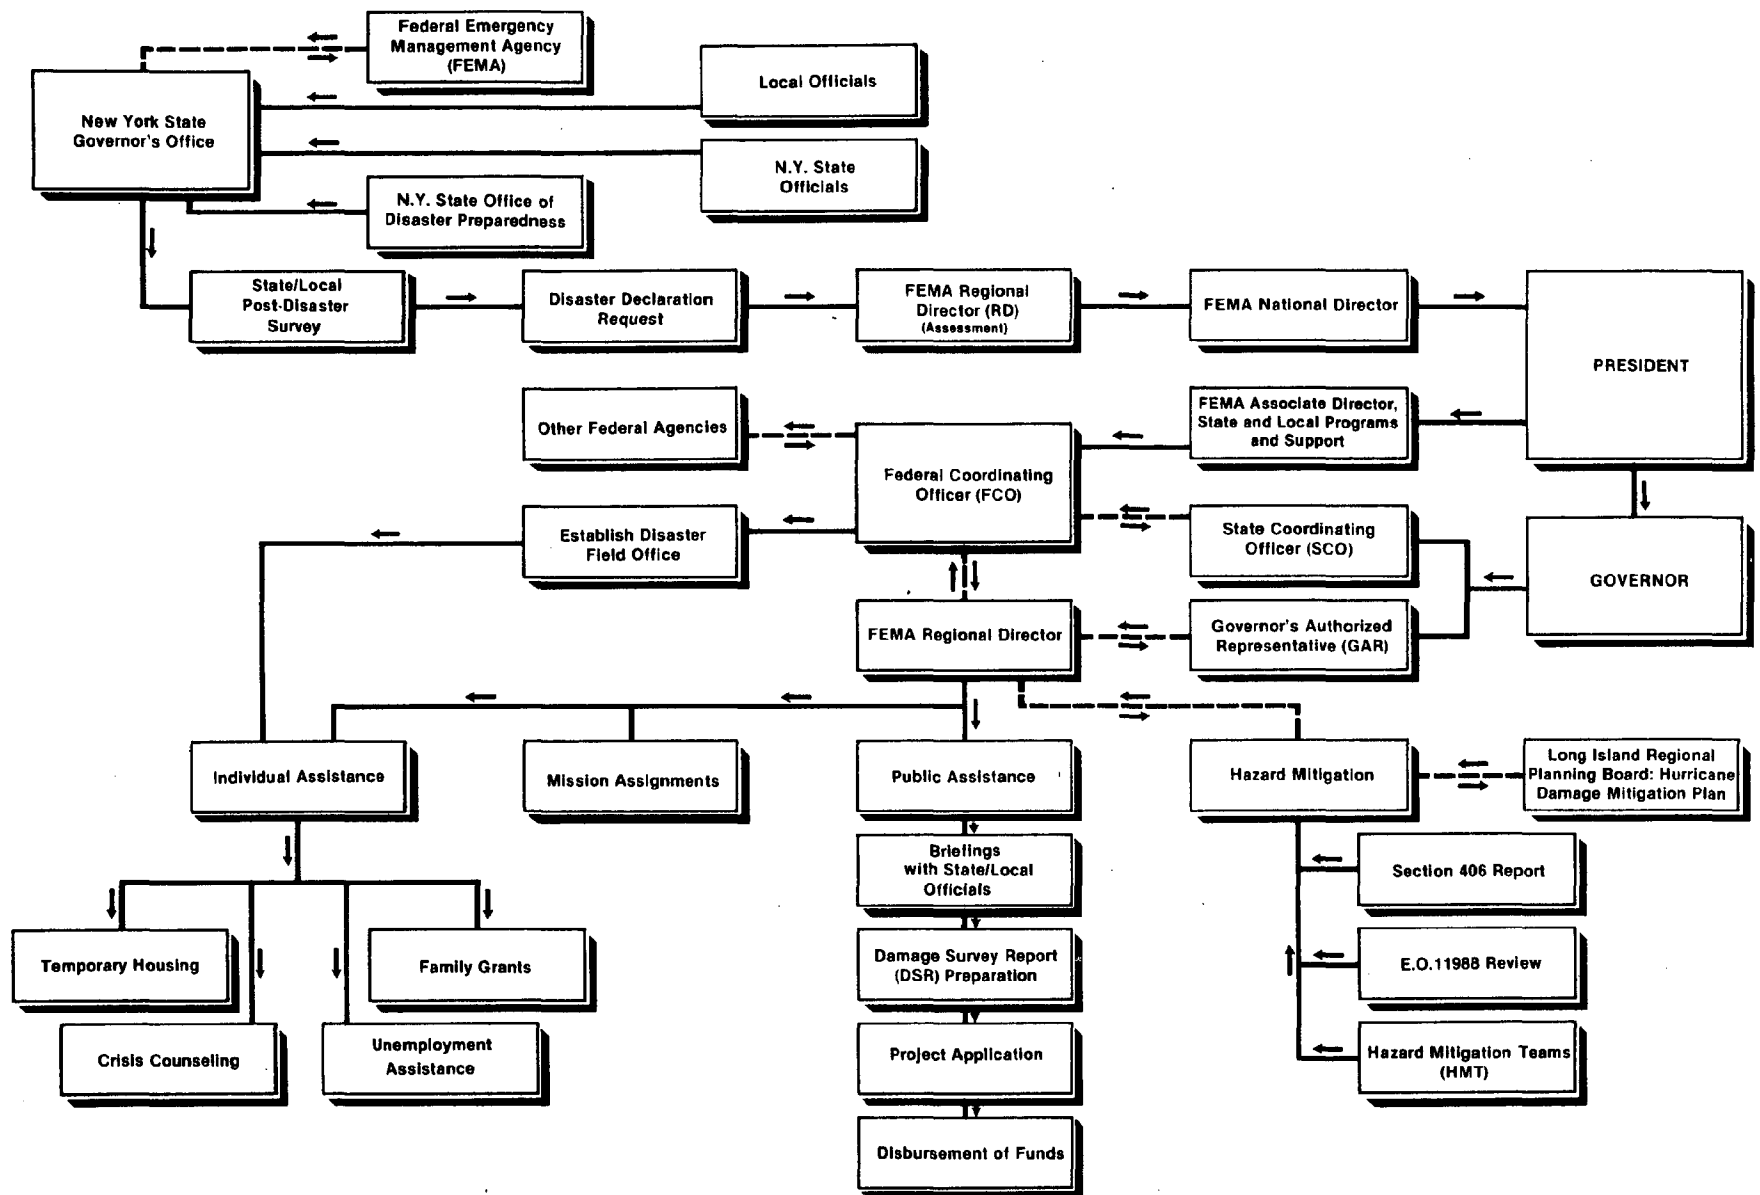 Federal Emergency
Management Agency
(FEMA)
Local Officials
New York State
Governor's Office
N.Y. State
Officials
N.Y. State Office of
Disaster Preparedness
State/Local
Post-Disaster
Survey
Disaster Declaration
Request
FEMA Regional
Director (RD)
(Assessment)
FEMA National Director
PRESIDENT
Other Federal Agencies
FEMA Associate Director,
State and Local Programs
and Support
Federal Coordinating
Officer (FCO)
Establish Disaster
Field Office
State Coordinating
Officer (SCO)
GOVERNOR
FEMA Regional Director
Governor's Authorized
Representative (GAR)
Individual Assistance
Mission Assignments
Public Assistance
Hazard Mitigation
Long Island Regional
Planning Board: Hurricane
Damage Mitigation Plan
Briefings
with State/Local
Officials
Section 406 Report
Temporary Housing
Family Grants
Damage Survey Report
(DSR) Preparation
E.O.11988 Review
Crisis Counseling
Unemployment
Assistance
Project Application
Hazard Mitigation Teams
(HMT)
Disbursement of Funds